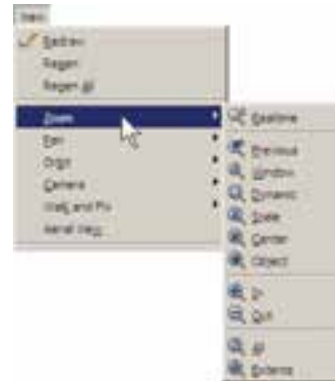 View
Redraw
Regen
Regen All
Zoom
Pan
Orbit
Camera
Walk and Fly
Aerial View
Realtime
Previous
Window
Dynamic
Scale
Center
Object
In
Out
All
Extents